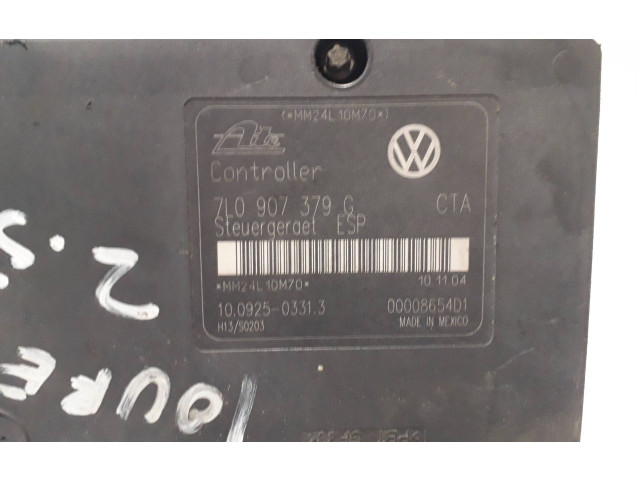 (*MM24L10M70*)
Ate
Controller
7L0 907 379 G CTA
Steuergeraet ESP
*MM24L10M70* 10.11.04
10.0925-0331.3 00008654D1
H13/S0203 MADE IN MEXICO
2.5